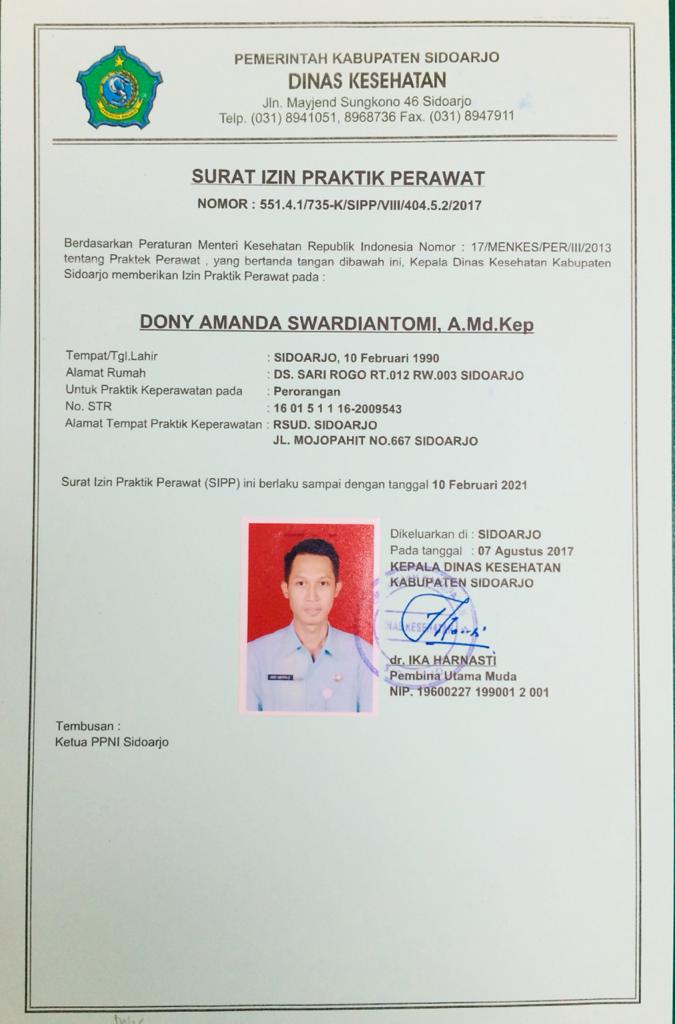 PEMERINTAH KABUPATEN SIDOARJO
DINAS KESEHATAN
Jln. Mayjend Sungkono 46 Sidoarjo
Telp. (031) 8941051, 8968736 Fax. (031) 8947911
SURAT IZIN PRAKTIK PERAWAT
NOMOR : 551.4.1/735-K/SIPP/VIII/404.5.2/2017
Berdasarkan Peraturan Menteri Kesehatan Republik Indonesia Nomor : 17/MENKES/PER/III/2013
tentang Praktek Perawat , yang bertanda tangan dibawah ini, Kepala Dinas Kesehatan Kabupaten
Sidoarjo memberikan Izin Praktik Perawat pada :
DONY AMANDA SWARDIANTOMI, A.Md.Kep
Tempat/Tgl.Lahir : SIDOARJO, 10 Februari 1990
Alamat Rumah : DS. SARI ROGO RT.012 RW.003 SIDOARJO
Untuk Praktik Keperawatan pada : Perorangan
No. STR : 16 01 5 1 1 16-2009543
Alamat Tempat Praktik Keperawatan : RSUD. SIDOARJO
JL. MOJOPAHIT NO.667 SIDOARJO
Surat Izin Praktik Perawat (SIPP) ini berlaku sampai dengan tanggal 10 Februari 2021
Dikeluarkan di : SIDOARJO
Pada tanggal : 07 Agustus 2017
KEPALA DINAS KESEHATAN
KABUPATEN SIDOARJO
dr. IKA HARNASTI
Pembina Utama Muda
NIP. 19600227 199001 2 001
Tembusan :
Ketua PPNI Sidoarjo